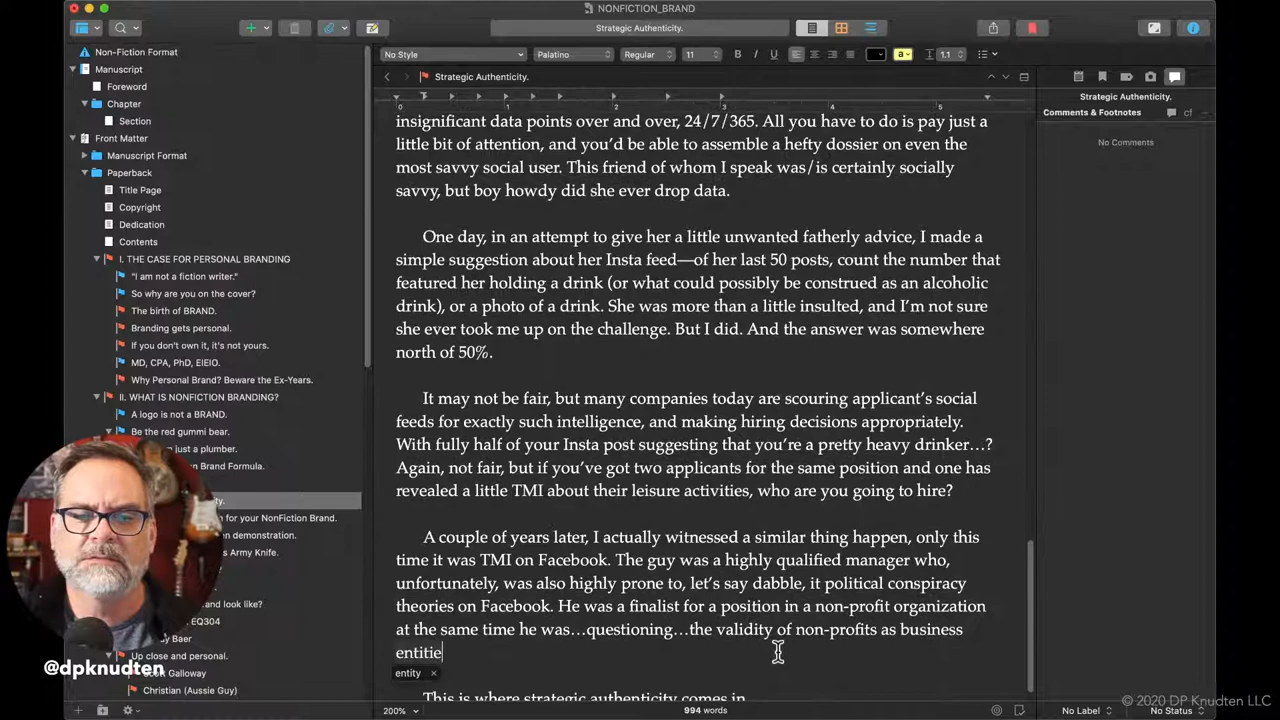 NONFICTION_BRAND
Strategic Authenticity.
No Style
Palatino
Regular
11
B I U
a
1.1
Strategic Authenticity.
0 1 2 3 5
Non-Fiction Format
Manuscript
Foreword
Chapter
Section
Front Matter
Manuscript Format
Paperback
Title Page
Copyright
Dedication
Contents
I. THE CASE FOR PERSONAL BRANDING
"I am not a fiction writer."
So why are you on the cover?
The birth of BRAND.
Branding gets personal.
If you don't own it, it's not yours.
MD, CPA, PhD, EIEIO.
Why Personal Brand? Beware the Ex-Years.
II. WHAT IS NONFICTION BRANDING?
A logo is not a BRAND.
Be the red gummi bear.
just a plumber.
Brand Formula.
for your NonFiction Brand.
demonstration.
Army Knife.
and look like?
EQ304
Baer
Up close and personal.
Scott Galloway
Christian (Aussie Guy)
insignificant data points over and over, 24/7/365. All you have to do is pay just a
little bit of attention, and you'd be able to assemble a hefty dossier on even the
most savvy social user. This friend of whom I speak was/is certainly socially
savvy, but boy howdy did she ever drop data.
One day, in an attempt to give her a little unwanted fatherly advice, I made a
simple suggestion about her Insta feed—of her last 50 posts, count the number that
featured her holding a drink (or what could possibly be construed as an alcoholic
drink), or a photo of a drink. She was more than a little insulted, and I'm not sure
she ever took me up on the challenge. But I did. And the answer was somewhere
north of 50%.
It may not be fair, but many companies today are scouring applicant's social
feeds for exactly such intelligence, and making hiring decisions appropriately.
With fully half of your Insta post suggesting that you're a pretty heavy drinker…?
Again, not fair, but if you've got two applicants for the same position and one has
revealed a little TMI about their leisure activities, who are you going to hire?
A couple of years later, I actually witnessed a similar thing happen, only this
time it was TMI on Facebook. The guy was a highly qualified manager who,
unfortunately, was also highly prone to, let's say dabble, it political conspiracy
theories on Facebook. He was a finalist for a position in a non-profit organization
at the same time he was…questioning…the validity of non-profits as business
entitie
entity ×
This is where strategic authenticity comes in
200%
994 words
Strategic Authenticity.
Comments & Footnotes
cf
No Comments
No Label
No Status
@dpknudten
© 2020 DP Knudten LLC